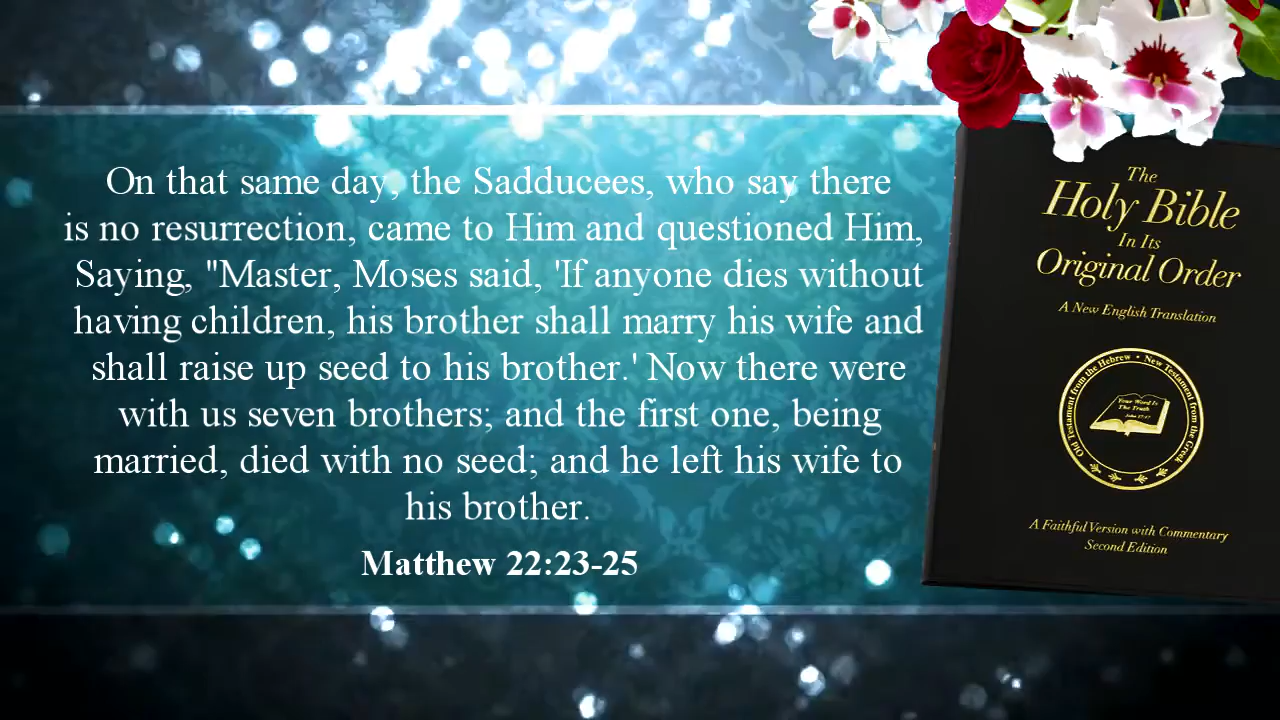 On that same day, the Sadducees, who say there
is no resurrection, came to Him and questioned Him,
Saying, "Master, Moses said, 'If anyone dies without
having children, his brother shall marry his wife and
shall raise up seed to his brother.' Now there were
with us seven brothers; and the first one, being
married, died with no seed; and he left his wife to
his brother.
Matthew 22:23-25
The
Holy Bible
In Its
Original Order
A New English Translation
Old Testament from the Hebrew • New Testament from the Greek
Your Word Is
The Truth
John 17:17
A Faithful Version with Commentary
Second Edition